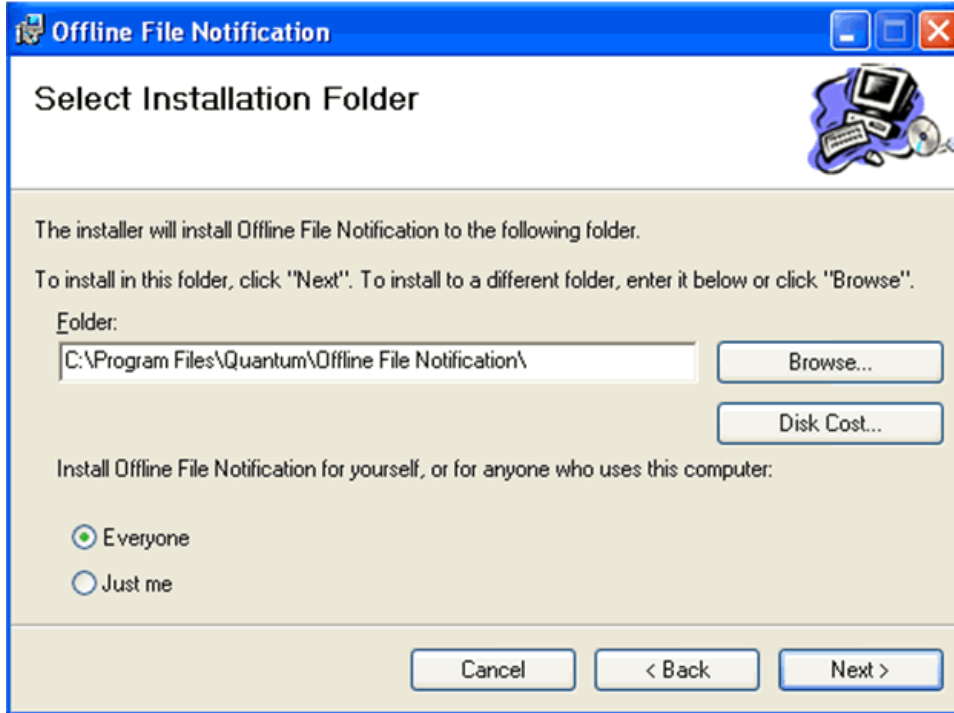 Offline File Notification
Select Installation Folder
The installer will install Offline File Notification to the following folder.
To install in this folder, click "Next". To install to a different folder, enter it below or click "Browse".
Folder:
C:\Program Files\Quantum\Offline File Notification\
Browse...
Disk Cost...
Install Offline File Notification for yourself, or for anyone who uses this computer:
Everyone
Just me
Cancel
< Back
Next >